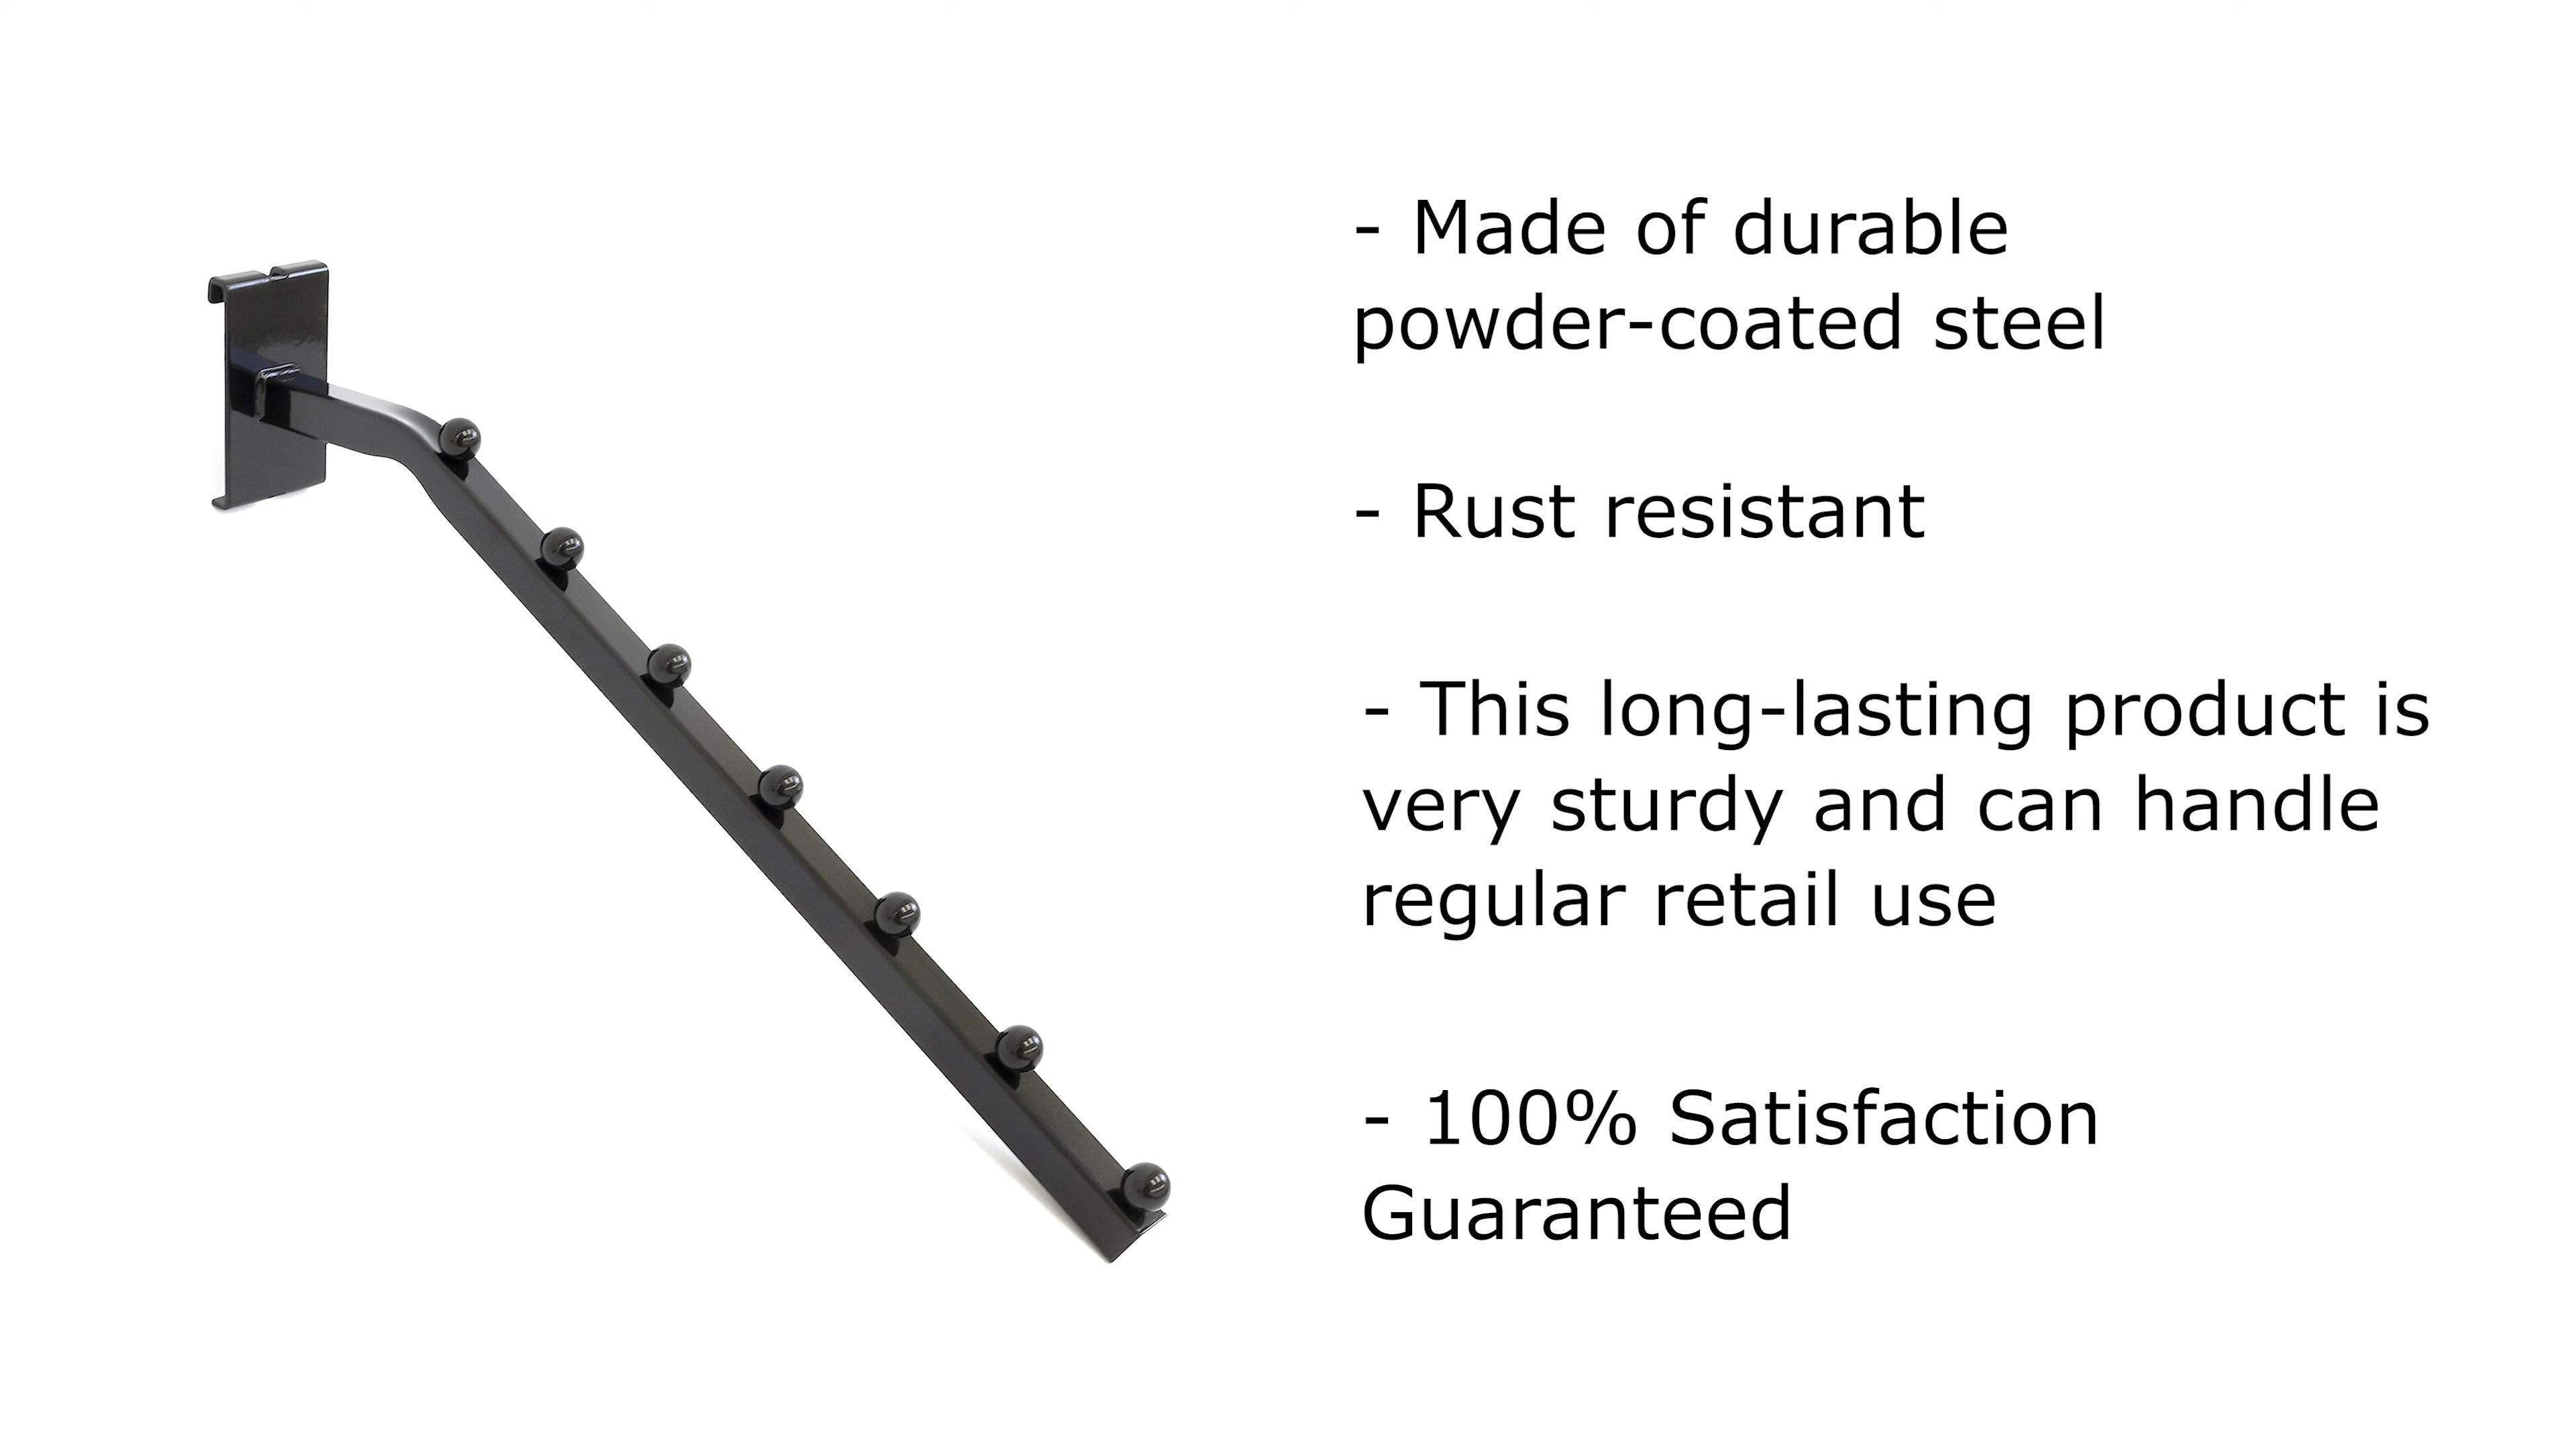 - Made of durable
powder-coated steel
- Rust resistant
- This long-lasting product is
very sturdy and can handle
regular retail use
- 100% Satisfaction
Guaranteed